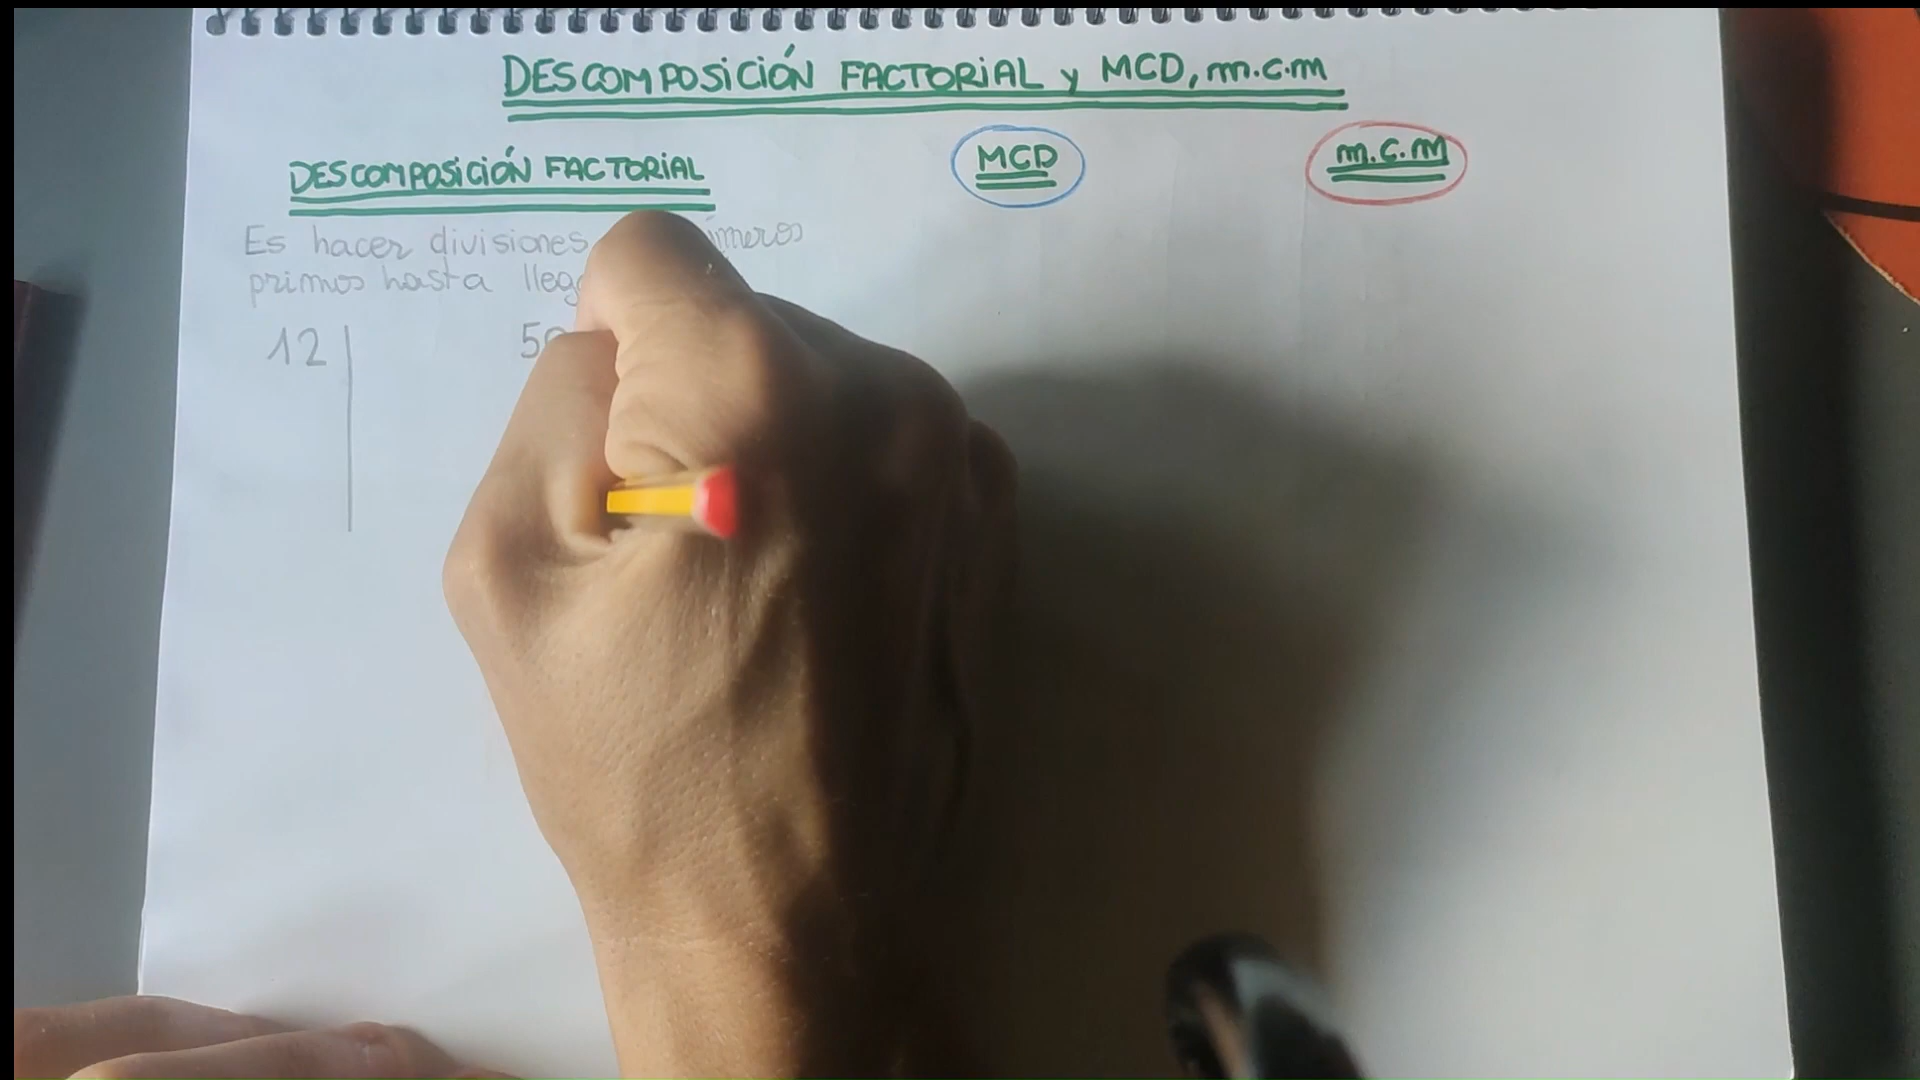 DESCOMPOSICIÓN FACTORIAL y MCD, m.c.m
DESCOMPOSICIÓN FACTORIAL
MCD
m.c.m
Es hacer divisiones
primos hasta
12